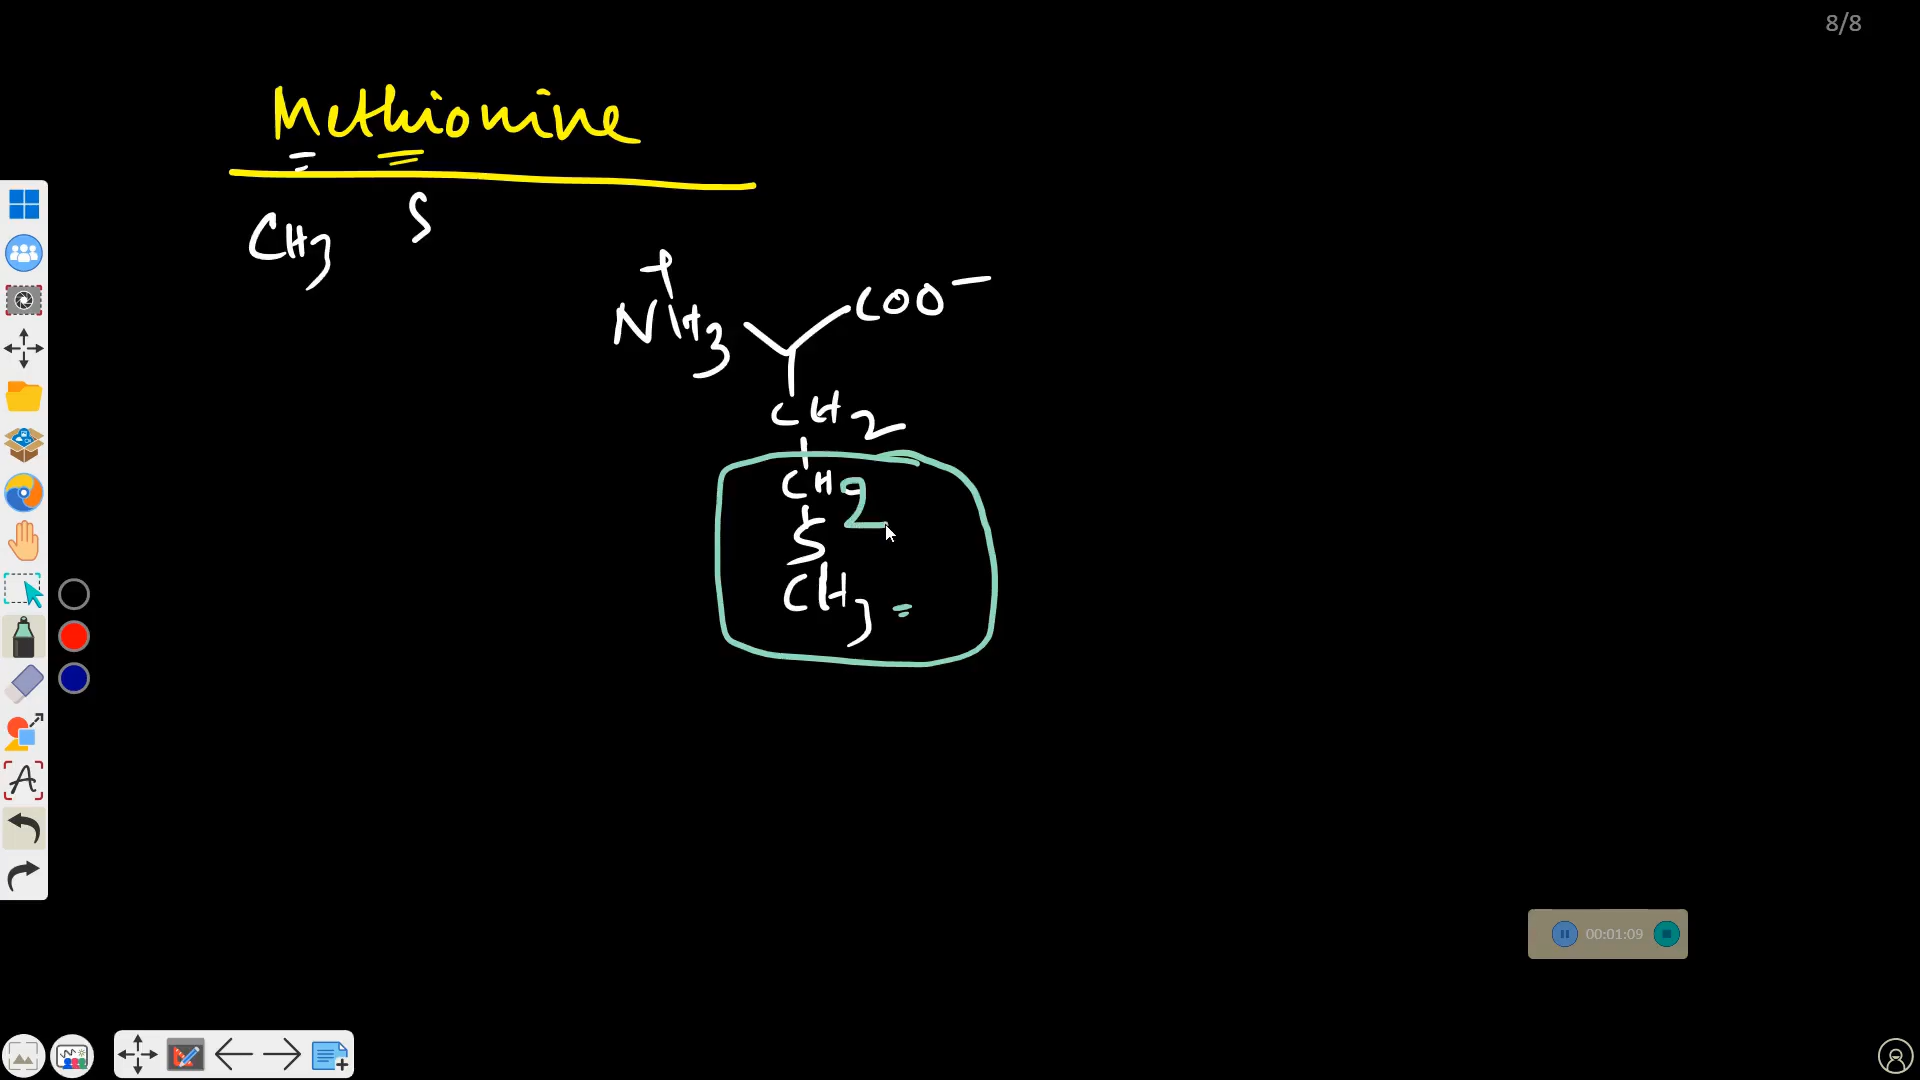 8/8
Methionine
CH3 S
+
NH3 COO-
CH2
CH2
S
CH3
00:01:09